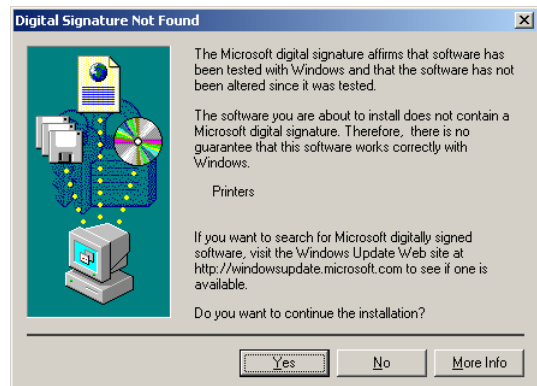 Digital Signature Not Found
The Microsoft digital signature affirms that software has
been tested with Windows and that the software has not
been altered since it was tested.
The software you are about to install does not contain a
Microsoft digital signature. Therefore, there is no
guarantee that this software works correctly with
Windows.
Printers
If you want to search for Microsoft digitally signed
software, visit the Windows Update Web site at
http://windowsupdate.microsoft.com to see if one is
available.
Do you want to continue the installation?
Yes No More Info